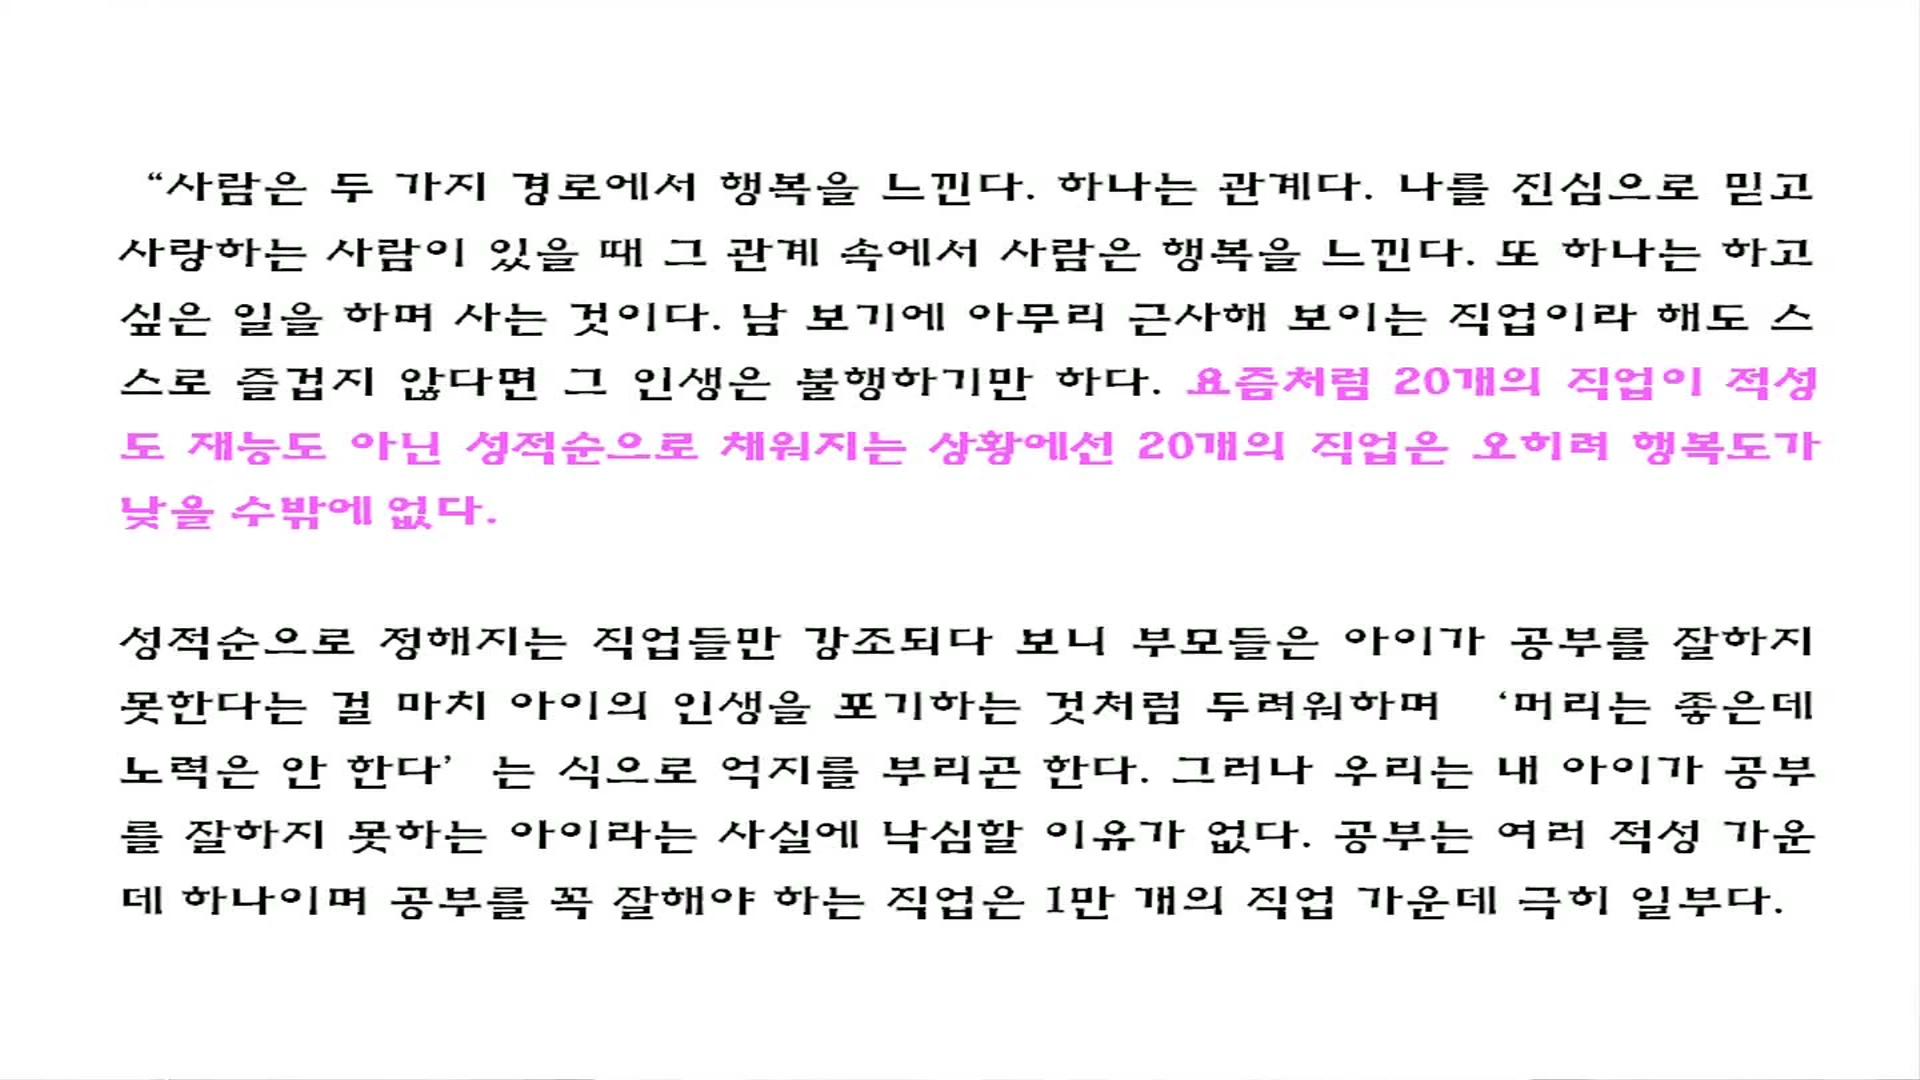 “사람은 두 가지 경로에서 행복을 느낀다. 하나는 관계다. 나를 진심으로 믿고
사랑하는 사람이 있을 때 그 관계 속에서 사람은 행복을 느낀다. 또 하나는 하고
싶은 일을 하며 사는 것이다. 남 보기에 아무리 근사해 보이는 직업이라 해도 스
스로 즐겁지 않다면 그 인생은 불행하기만 하다. 요즘처럼 20개의 직업이 적성
도 재능도 아닌 성적순으로 채워지는 상황에선 20개의 직업은 오히려 행복도가
낮을 수밖에 없다.
성적순으로 정해지는 직업들만 강조되다 보니 부모들은 아이가 공부를 잘하지
못한다는 걸 마치 아이의 인생을 포기하는 것처럼 두려워하며 ‘머리는 좋은데
노력은 안 한다’ 는 식으로 억지를 부리곤 한다. 그러나 우리는 내 아이가 공부
를 잘하지 못하는 아이라는 사실에 낙심할 이유가 없다. 공부는 여러 적성 가운
데 하나이며 공부를 꼭 잘해야 하는 직업은 1만 개의 직업 가운데 극히 일부다.